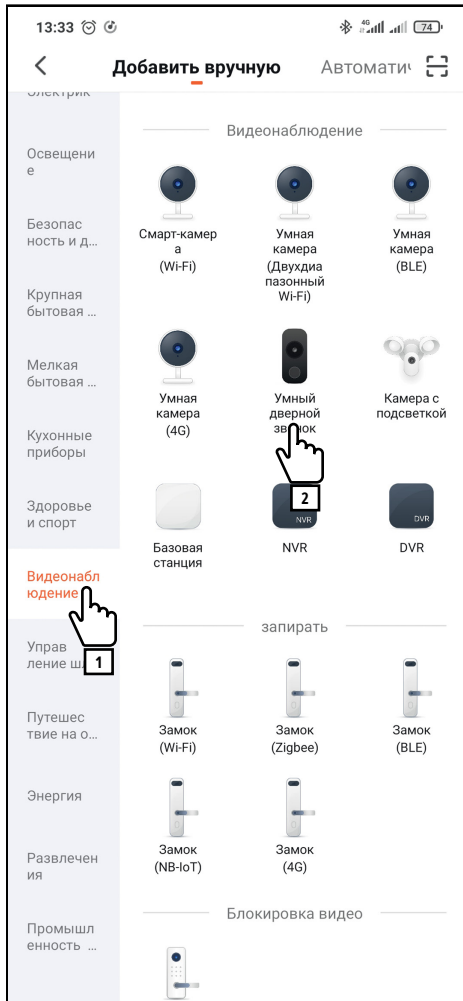 13:33
4G
74
Добавить вручную
Автоматич
Электрик
Освещени
е
Безопас
ность и д...
Крупная
бытовая ...
Мелкая
бытовая ...
Кухонные
приборы
Здоровье
и спорт
Видеонабл
юдение
1
Управ
ление ш
Путешес
твие на о...
Энергия
Развлечен
ия
Промышл
енность ...
Видеонаблюдение
Смарт-камер
а
(Wi-Fi)
Умная
камера
(Двухдиа
пазонный
Wi-Fi)
Умная
камера
(BLE)
Умная
камера
(4G)
Умный
дверной
звонок
2
Камера с
подсветкой
Базовая
станция
NVR
NVR
DVR
DVR
запирать
Замок
(Wi-Fi)
Замок
(Zigbee)
Замок
(BLE)
Замок
(NB-IoT)
Замок
(4G)
Блокировка видео